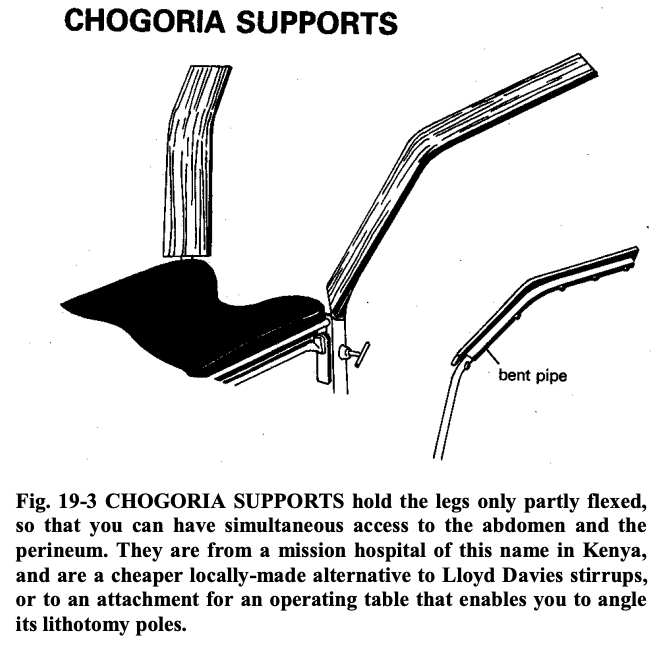 CHOGORIA SUPPORTS
bent pipe
Fig. 19-3 CHOGORIA SUPPORTS hold the legs only partly flexed,
so that you can have simultaneous access to the abdomen and the
perineum. They are from a mission hospital of this name in Kenya,
and are a cheaper locally-made alternative to Lloyd Davies stirrups,
or to an attachment for an operating table that enables you to angle
its lithotomy poles.